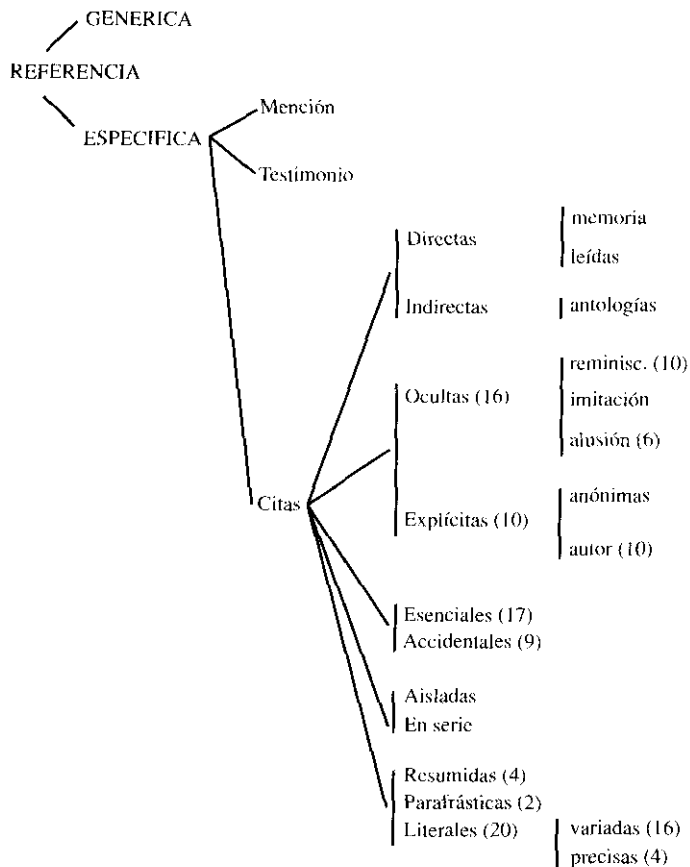 GENERICA
REFERENCIA
ESPECIFICA
Mención
Testimonio
Citas
Directas
memoria
leídas
Indirectas
antologías
Ocultas (16)
reminisc. (10)
imitación
alusión (6)
Explícitas (10)
anónimas
autor (10)
Esenciales (17)
Accidentales (9)
Aisladas
En serie
Resumidas (4)
Parafrásticas (2)
Literales (20)
variadas (16)
precisas (4)